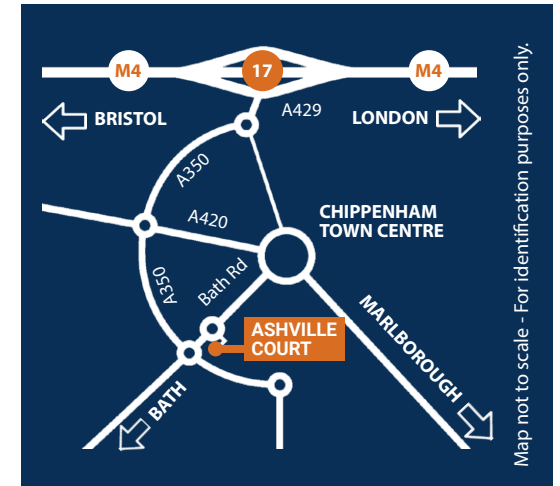 M4
17
M4
BRISTOL
A429
LONDON
A350
A420
CHIPPENHAM
TOWN CENTRE
A350
Bath Rd
ASHVILLE
COURT
MARLBOROUGH
BATH
Map not to scale - For identification purposes only.